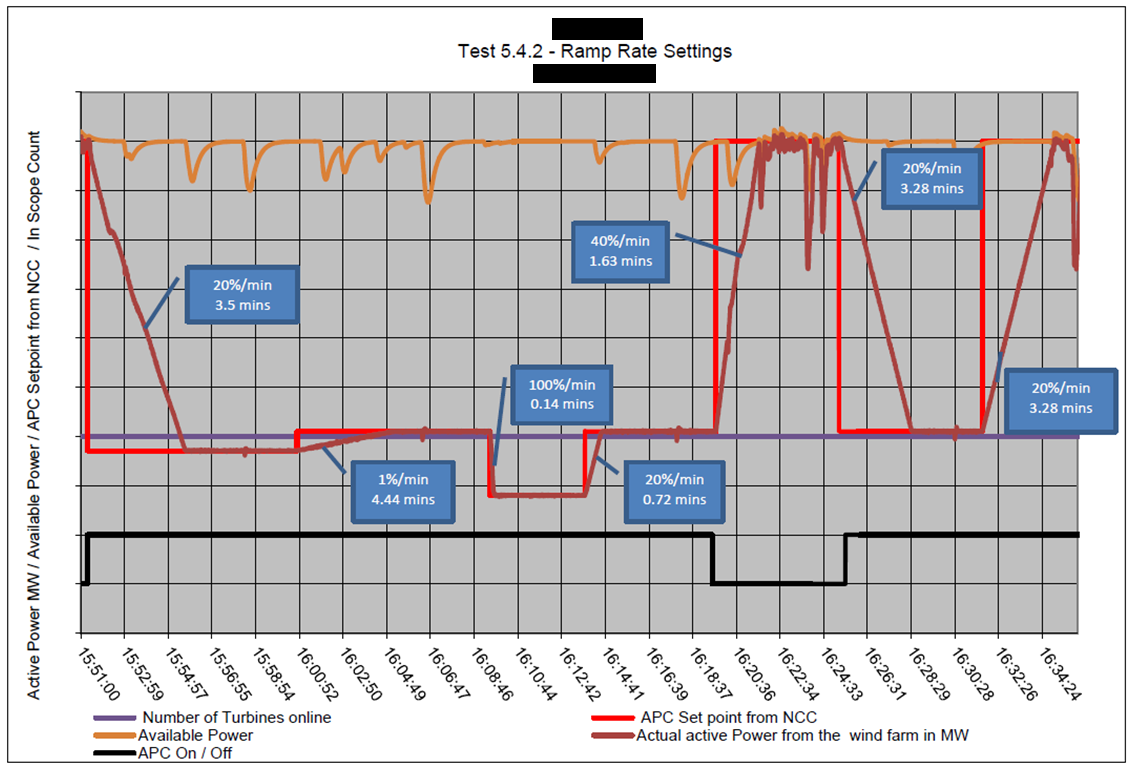 Test 5.4.2 - Ramp Rate Settings
Active Power MW / Available Power / APC Setpoint from NCC / In Scope Count
20%/min
3.5 mins
1%/min
4.44 mins
100%/min
0.14 mins
20%/min
0.72 mins
40%/min
1.63 mins
20%/min
3.28 mins
20%/min
3.28 mins
15:51:00
15:52:59
15:54:57
15:56:55
15:58:54
16:00:52
16:02:50
16:04:49
16:06:47
16:08:46
16:10:44
16:12:42
16:14:41
16:16:39
16:18:37
16:20:36
16:22:34
16:24:33
16:26:31
16:28:29
16:30:28
16:32:26
16:34:24
Number of Turbines online
APC Set point from NCC
Available Power
Actual active Power from the wind farm in MW
APC On / Off